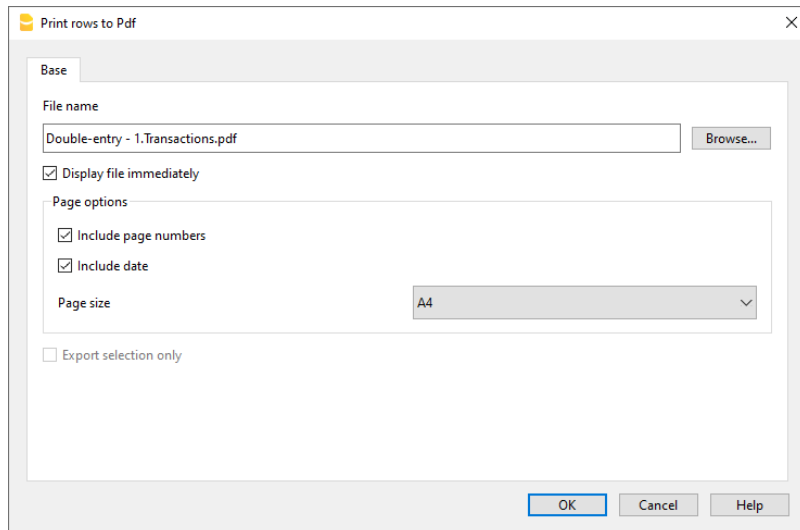 Print rows to Pdf
Base
File name
Double-entry - 1.Transactions.pdf
Browse...
Display file immediately
Page options
Include page numbers
Include date
Page size
A4
Export selection only
OK
Cancel
Help